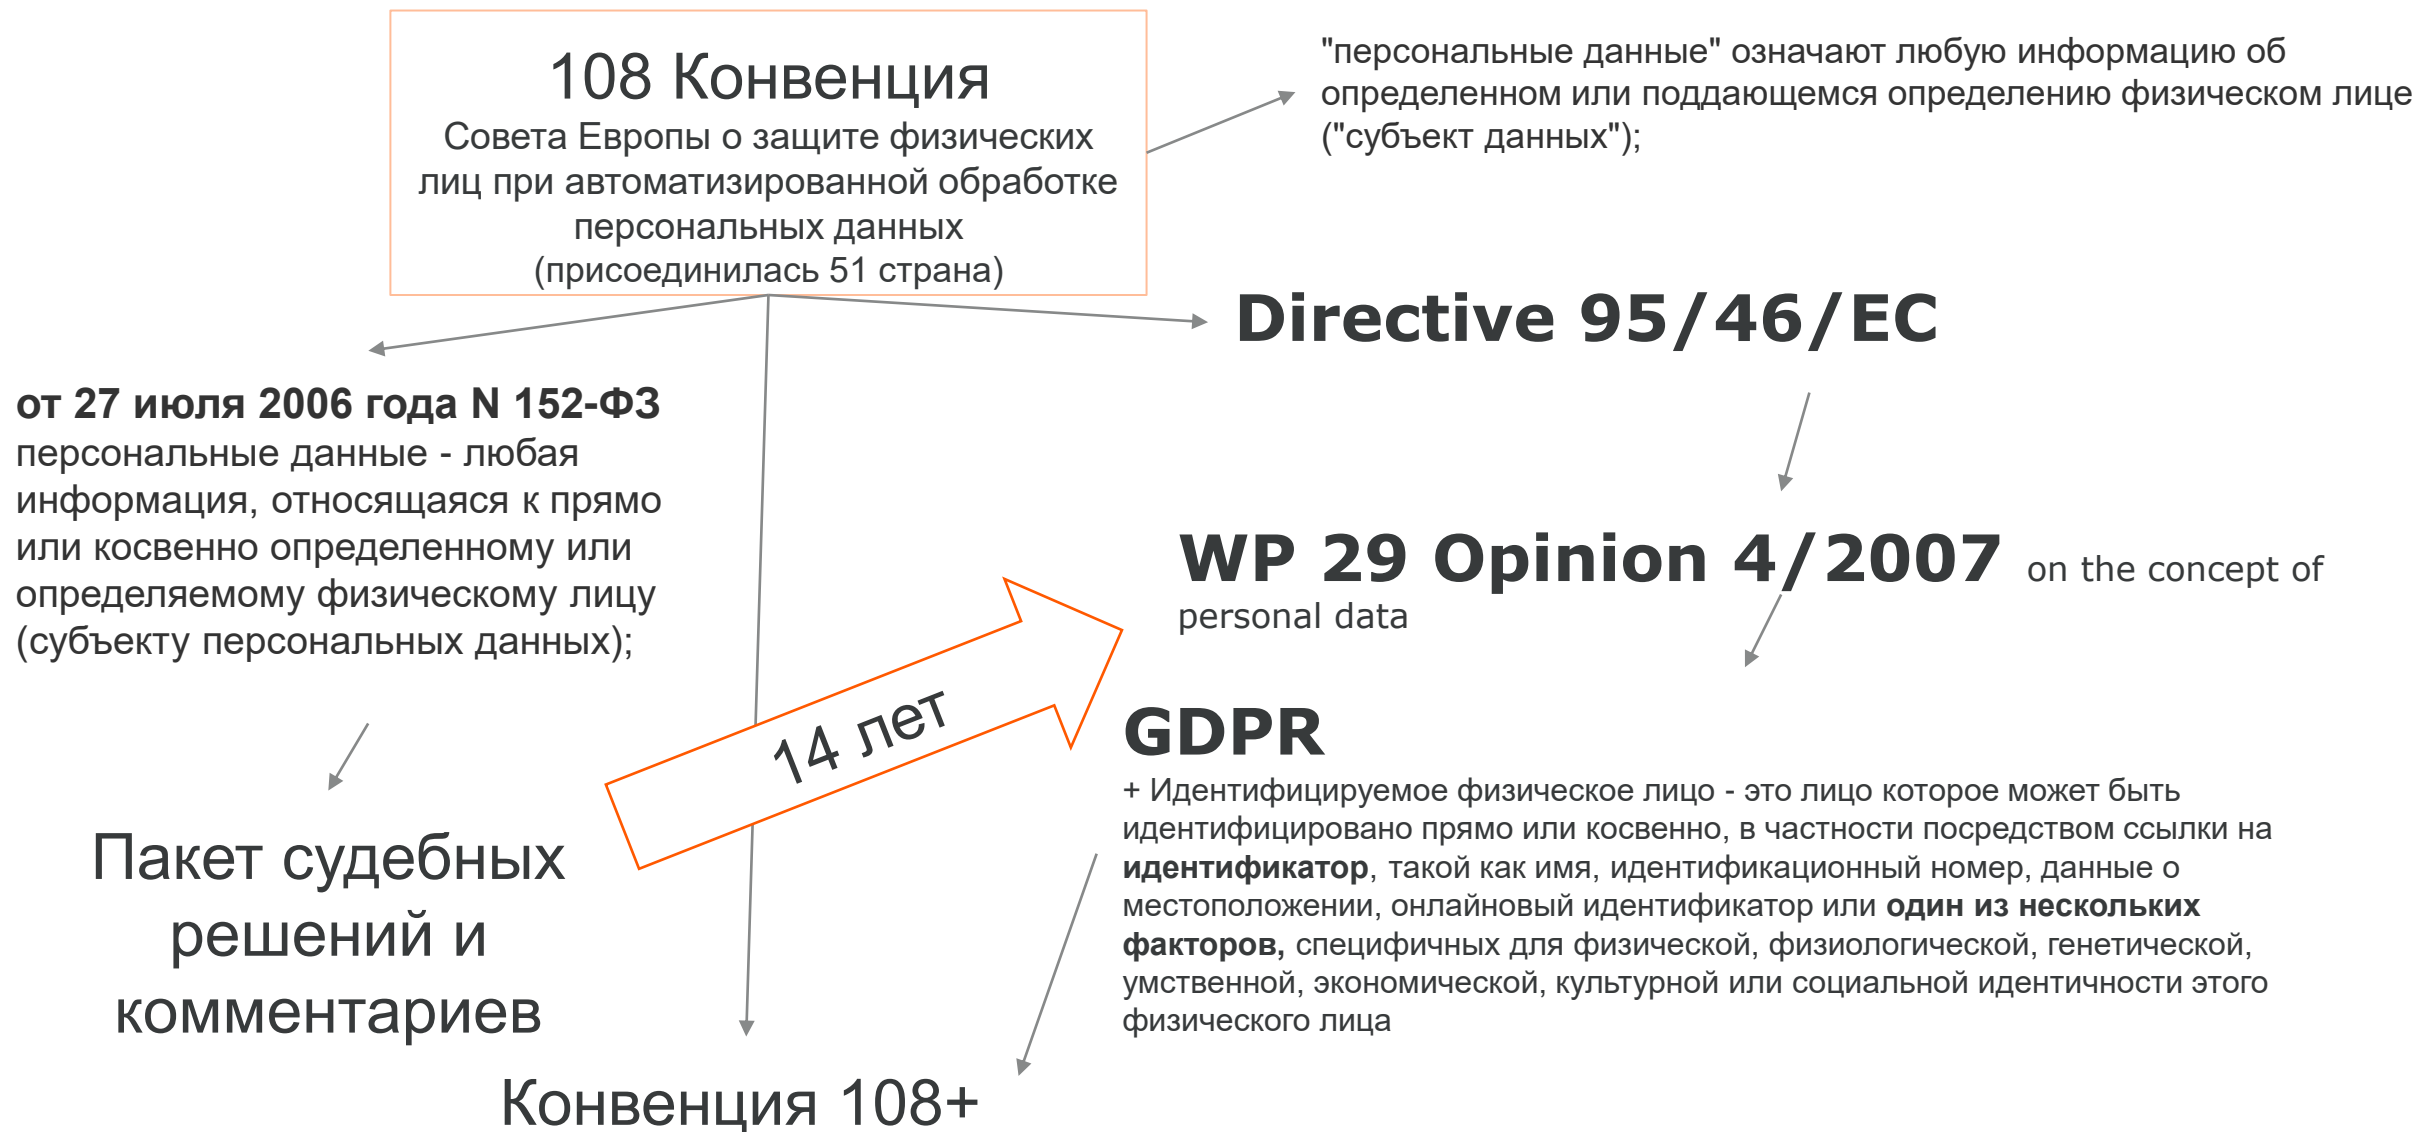 108 Конвенция
Совета Европы о защите физических
лиц при автоматизированной обработке
персональных данных
(присоединилась 51 страна)
"персональные данные" означают любую информацию об
определенном или поддающемся определению физическом лице
("субъект данных");
Directive 95/46/EC
от 27 июля 2006 года N 152-ФЗ
персональные данные - любая
информация, относящаяся к прямо
или косвенно определенному или
определяемому физическому лицу
(субъекту персональных данных);
WP 29 Opinion 4/2007 on the concept of
personal data
14 лет
GDPR
+ Идентифицируемое физическое лицо - это лицо которое может быть
идентифицировано прямо или косвенно, в частности посредством ссылки на
идентификатор, такой как имя, идентификационный номер, данные о
местоположении, онлайновый идентификатор или один из нескольких
факторов, специфичных для физической, физиологической, генетической,
умственной, экономической, культурной или социальной идентичности этого
физического лица
Пакет судебных
решений и
комментариев
Конвенция 108+